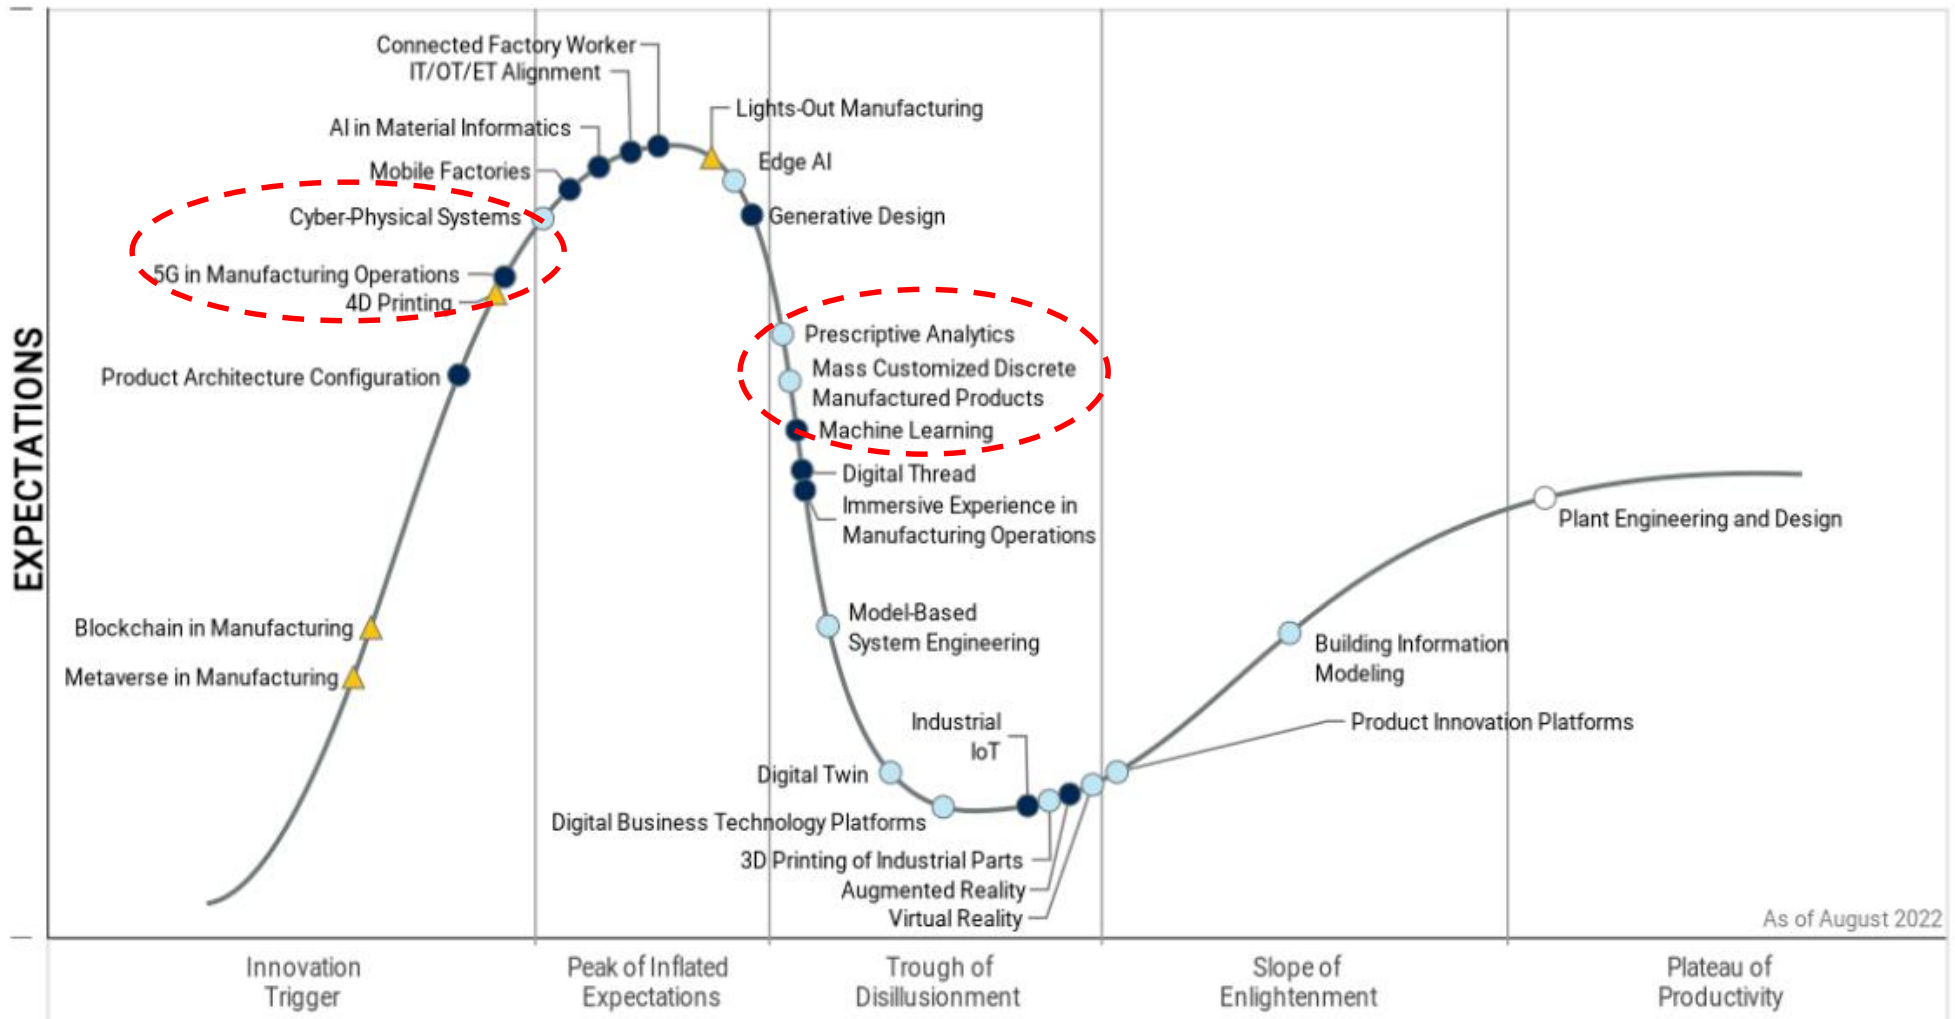 Connected Factory Worker
IT/OT/ET Alignment
Lights-Out Manufacturing
AI in Material Informatics
Edge AI
Mobile Factories
Cyber-Physical Systems
Generative Design
5G in Manufacturing Operations
4D Printing
Prescriptive Analytics
Mass Customized Discrete
Manufactured Products
Product Architecture Configuration
Machine Learning
Digital Thread
Immersive Experience in
Manufacturing Operations
EXPECTATIONS
Plant Engineering and Design
Blockchain in Manufacturing
Model-Based
System Engineering
Metaverse in Manufacturing
Building Information
Modeling
Industrial
IoT
Product Innovation Platforms
Digital Twin
Digital Business Technology Platforms
3D Printing of Industrial Parts
Augmented Reality
Virtual Reality
As of August 2022
Innovation
Trigger
Peak of Inflated
Expectations
Trough of
Disillusionment
Slope of
Enlightenment
Plateau of
Productivity